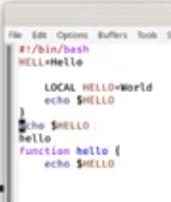 File Edit Options Buffers Tools S
#!/bin/bash
HELL=Hello
LOCAL HELLO=World
echo $HELLO
}
echo $HELLO
hello
function hello {
echo $HELLO